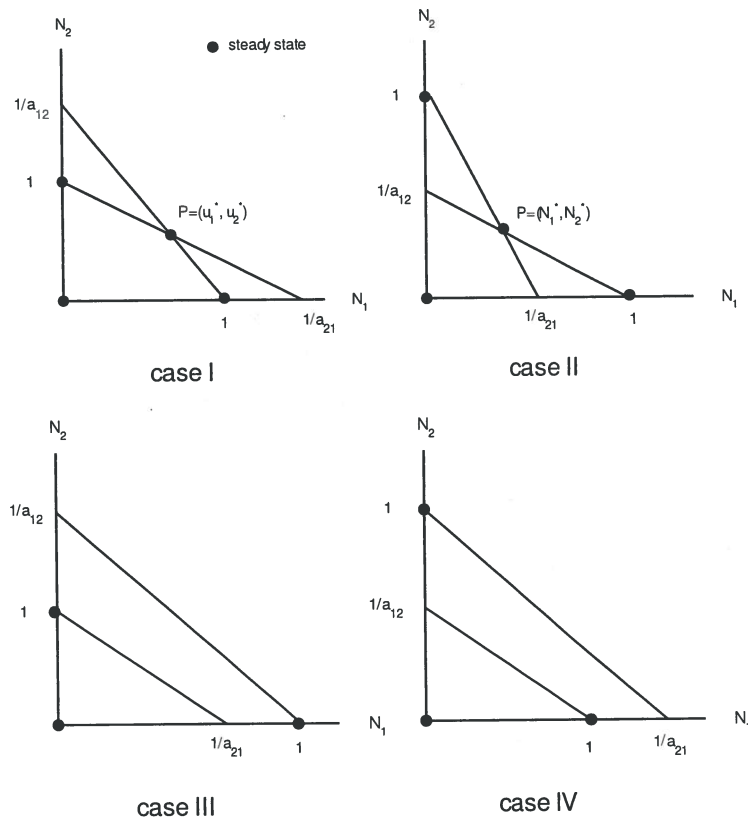 N2
steady state
1/a12
1
P=(u1*, u2*)
N1
1
1/a21
case I
N2
1
1/a12
P=(N1*, N2*)
N1
1/a21
1
case II
N2
1/a12
1
N1
1/a21
1
case III
N2
1
1/a12
N
1
1/a21
case IV